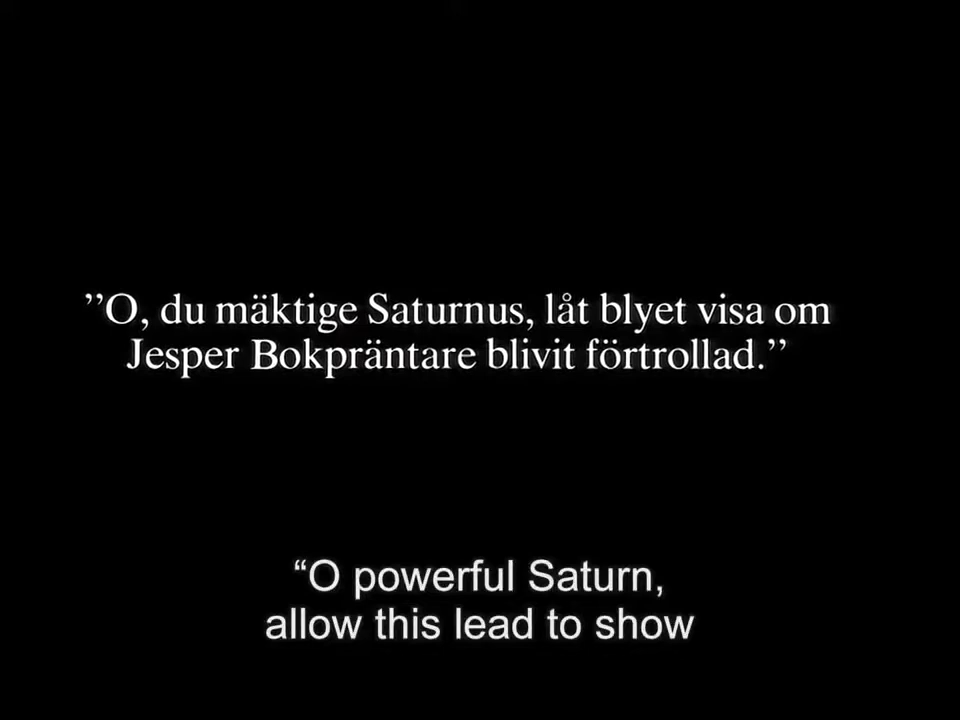 ”O, du mäktige Saturnus, låt blyet visa om
Jesper Bokpräntare blivit förtrollad.”
“O powerful Saturn,
allow this lead to show